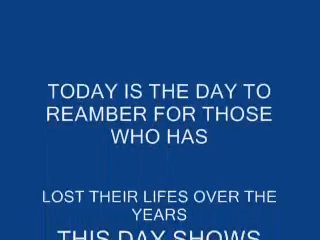 TODAY IS THE DAY TO
REAMBER FOR THOSE
WHO HAS
LOST THEIR LIFES OVER THE
YEARS
THIS DAY SHOWS